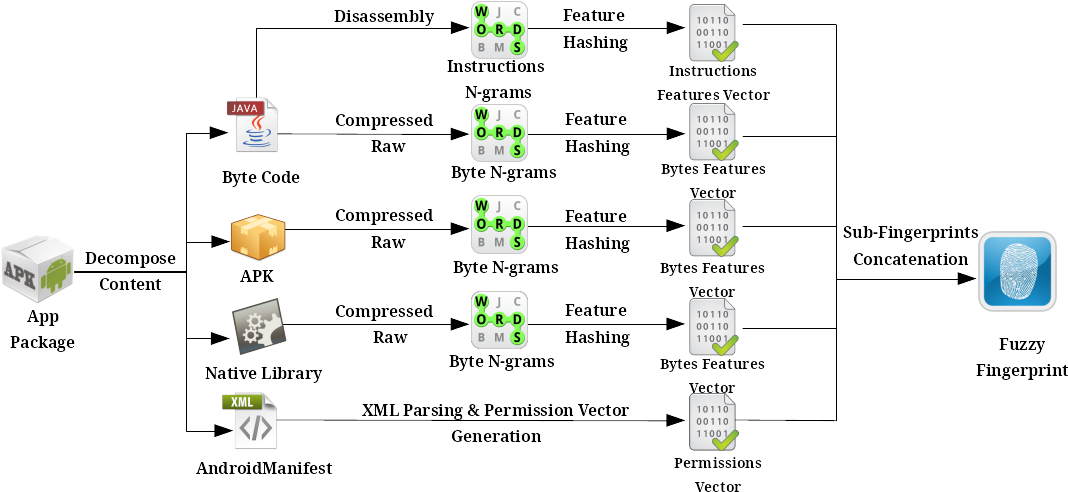 Disassembly
W J C
O R D
B M S
Instructions
N-grams
Feature
Hashing
10110
00110
11001
Instructions
Features Vector
JAVA
Byte Code
Compressed
Raw
W J C
O R D
B M S
Byte N-grams
Feature
Hashing
10110
00110
11001
Bytes Features
Vector
APK
Compressed
Raw
W J C
O R D
B M S
Byte N-grams
Feature
Hashing
10110
00110
11001
Bytes Features
Vector
APK
App
Package
Decompose
Content
Sub-Fingerprints
Concatenation
Fuzzy
Fingerprint
Native Library
Compressed
Raw
W J C
O R D
B M S
Byte N-grams
Feature
Hashing
10110
00110
11001
Bytes Features
Vector
XML
</>
AndroidManifest
XML Parsing & Permission Vector
Generation
10110
00110
11001
Permissions
Vector